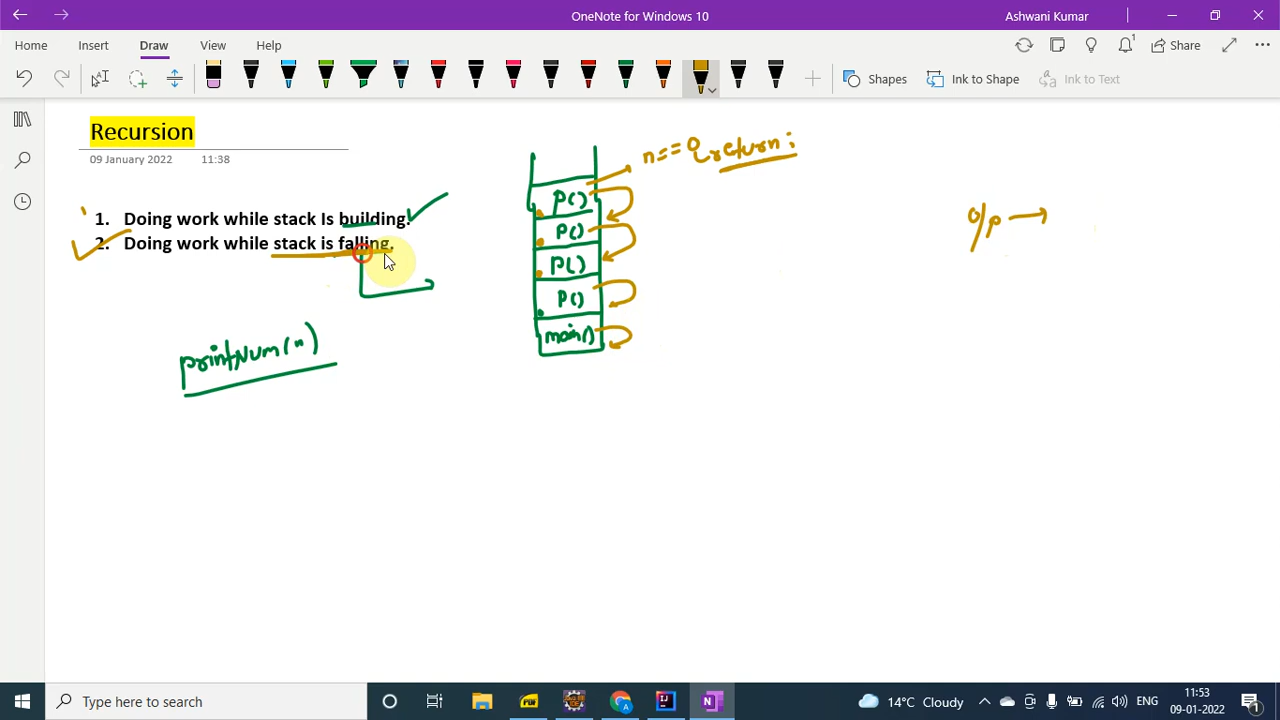 OneNote for Windows 10
Ashwani Kumar
Home
Insert
Draw
View
Help
Share
Shapes
Ink to Shape
Ink to Text
Recursion
09 January 2022
11:38
1. Doing work while stack Is building.
2. Doing work while stack is falling.
printNum(n)
n==0 return;
P()
P()
P()
P()
main()
O/P →
Type here to search
14°C Cloudy
ENG
11:53
09-01-2022